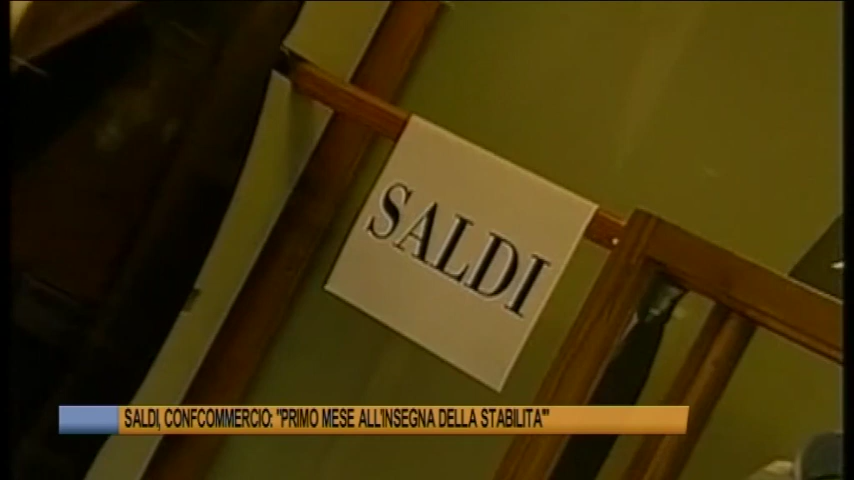 SALDI
SALDI, CONFCOMMERCIO: "PRIMO MESE ALL'INSEGNA DELLA STABILITA'"